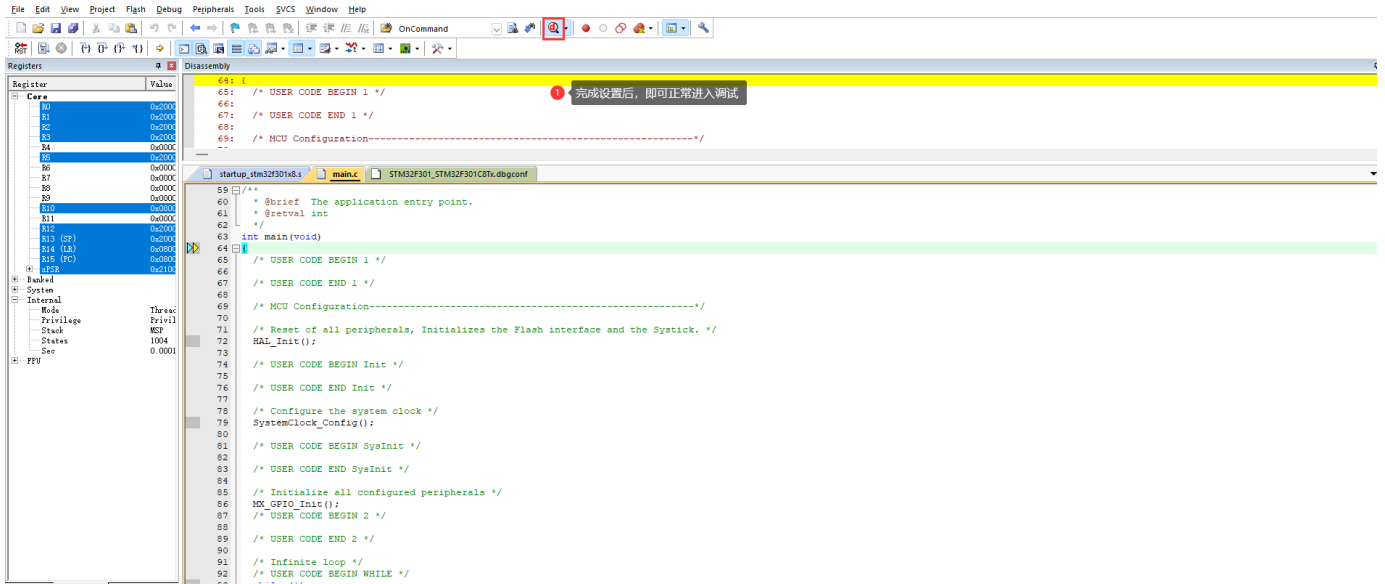 File Edit View Project Flash Debug Peripherals Tools SVCS Window Help
OnCommand
Registers
Disassembly
Register Value
Core
R0 0x2000
R1 0x2000
R2 0x2000
R3 0x2000
R4 0x0000
R5 0x2000
R6 0x0000
R7 0x0000
R8 0x0000
R9 0x0000
R10 0x0800
R11 0x0000
R12 0x2000
R13 (SP) 0x2000
R14 (LR) 0x0800
R15 (PC) 0x0800
xPSR 0x2100
Banked
System
Internal
Mode Threac
Privilege Privil
Stack MSP
States 1004
Sec 0.0001
FPU
64: {
65: /* USER CODE BEGIN 1 */
66:
67: /* USER CODE END 1 */
68:
69: /* MCU Configuration--------------------------------------------------------*/
1 完成设置后，即可正常进入调试
startup_stm32f301x8.s main.c STM32F301_STM32F301C8Tx.dbgconf
59 /**
60 * @brief The application entry point.
61 * @retval int
62 */
63 int main(void)
64 {
65 /* USER CODE BEGIN 1 */
66
67 /* USER CODE END 1 */
68
69 /* MCU Configuration--------------------------------------------------------*/
70
71 /* Reset of all peripherals, Initializes the Flash interface and the Systick. */
72 HAL_Init();
73
74 /* USER CODE BEGIN Init */
75
76 /* USER CODE END Init */
77
78 /* Configure the system clock */
79 SystemClock_Config();
80
81 /* USER CODE BEGIN SysInit */
82
83 /* USER CODE END SysInit */
84
85 /* Initialize all configured peripherals */
86 MX_GPIO_Init();
87 /* USER CODE BEGIN 2 */
88
89 /* USER CODE END 2 */
90
91 /* Infinite loop */
92 /* USER CODE BEGIN WHILE */